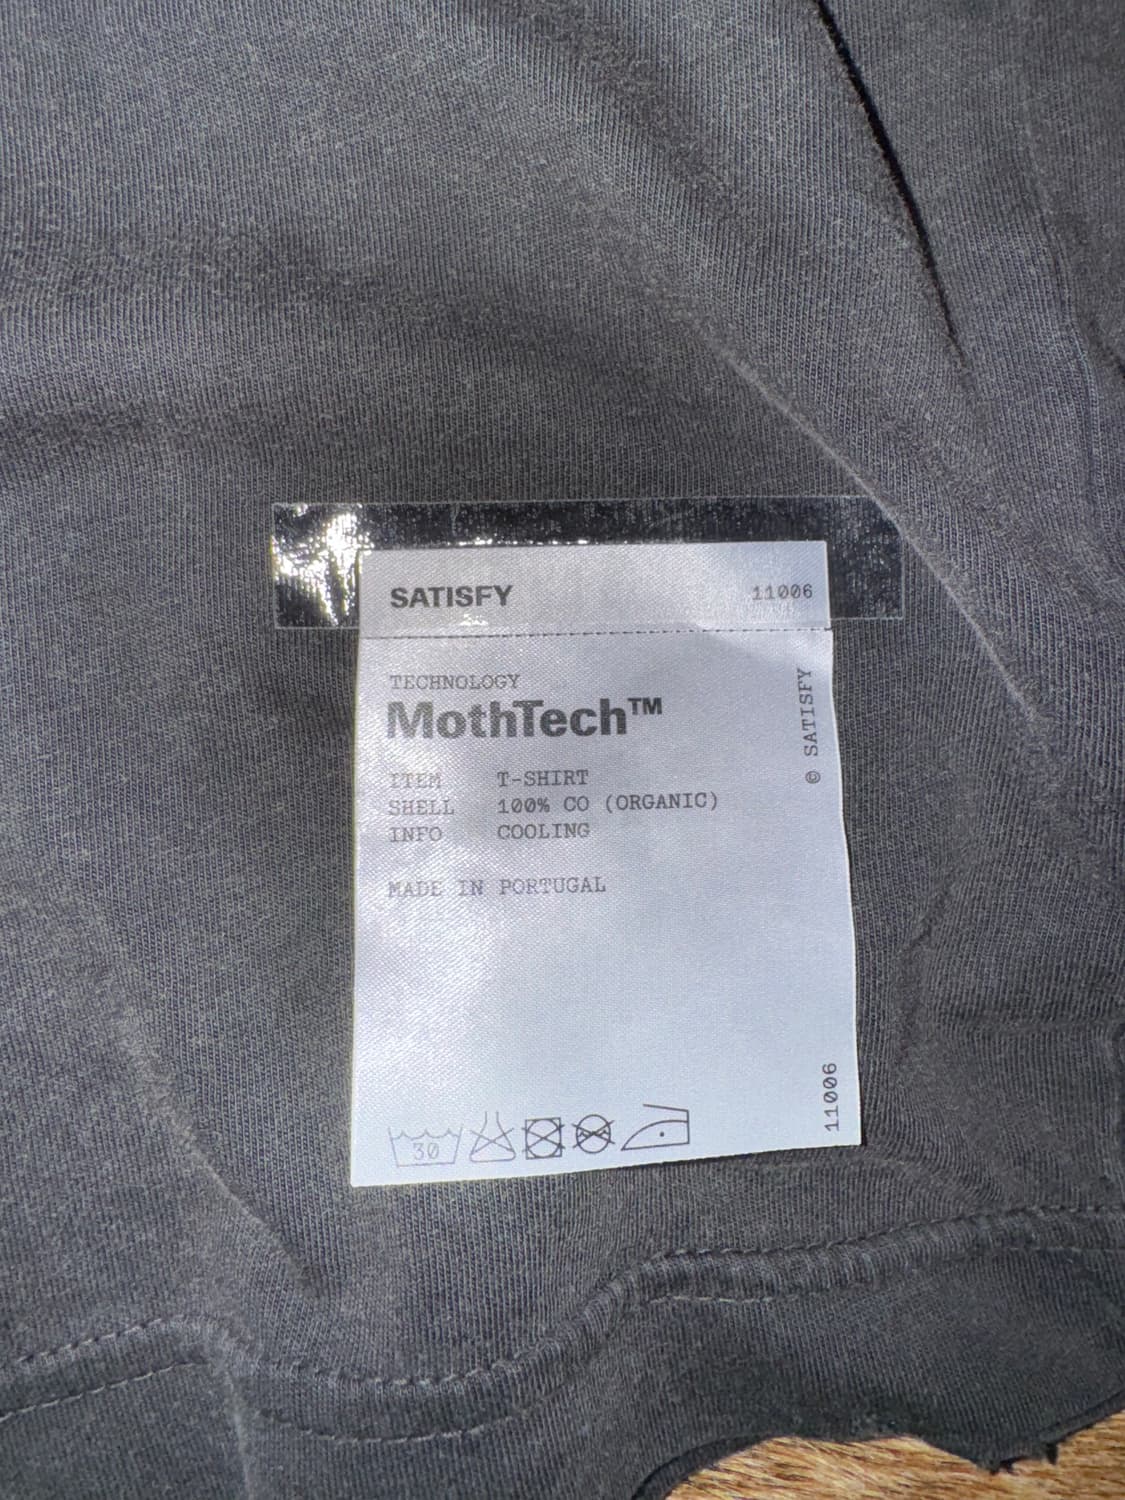 SATISFY 11006
TECHNOLOGY
MothTech™
ITEM T-SHIRT
SHELL 100% CO (ORGANIC)
INFO COOLING
MADE IN PORTUGAL
© SATISFY
11006
30